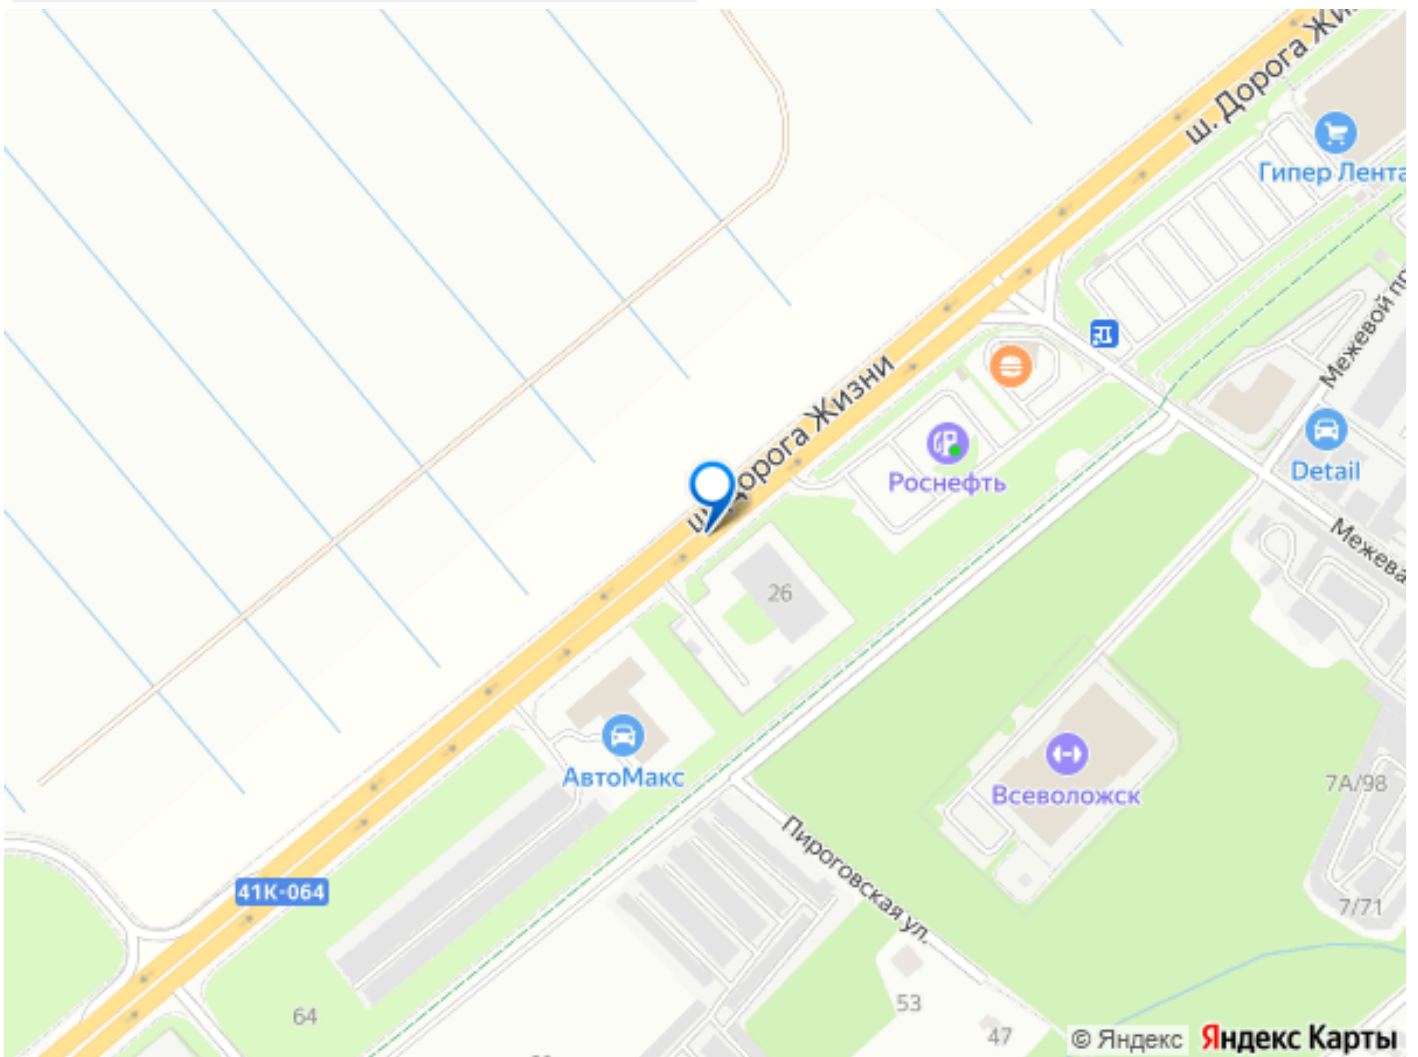 ш. Дорога Жи
Гипер Лента
Межевой пр
ш. Дорога Жизни
Роснефть
Detail
Межева
26
АвтоМакс
Всеволожск
7А/98
Пироговская ул.
41К-064
7/71
53
64
47
© Яндекс Яндекс Карты